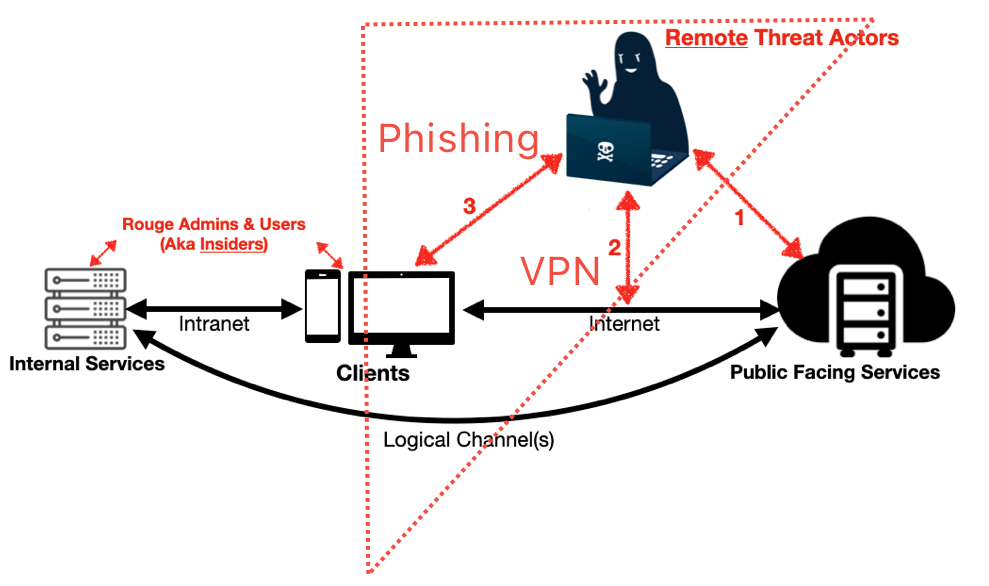 Remote Threat Actors
Phishing
3
1
Rouge Admins & Users
(Aka Insiders)
2
VPN
Intranet
Internet
Internal Services
Clients
Public Facing Services
Logical Channel(s)